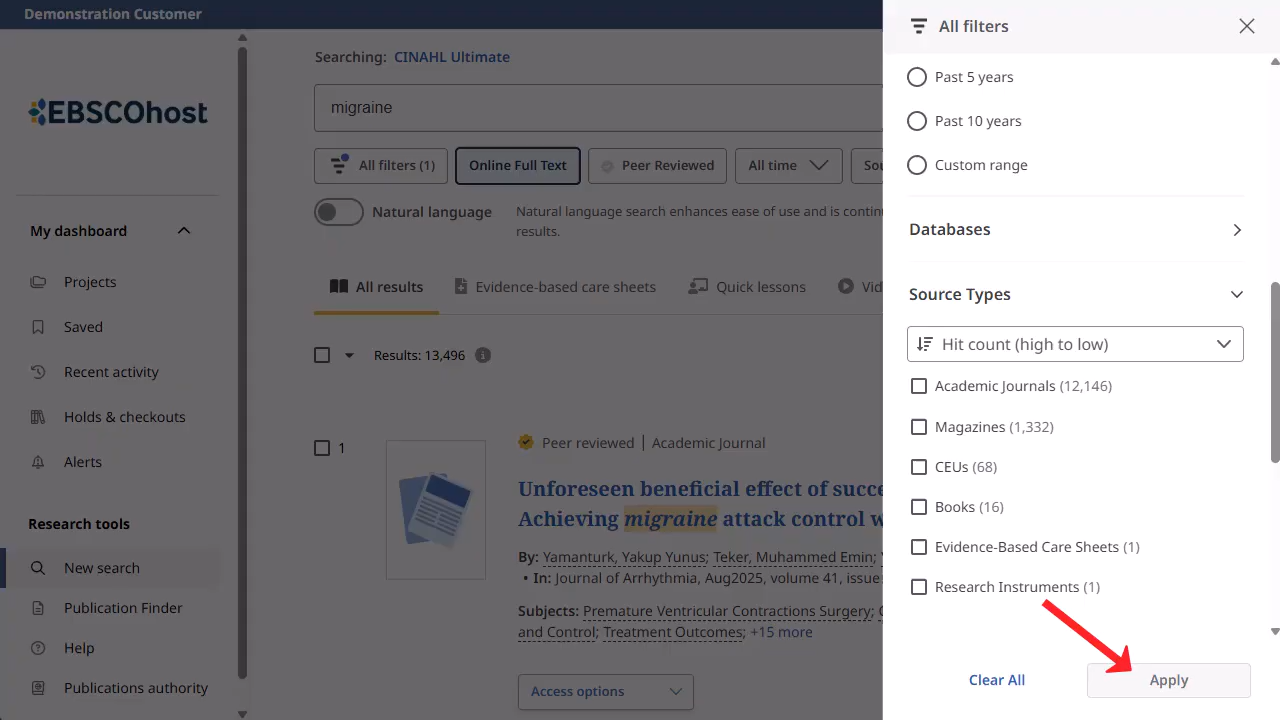 Demonstration Customer
EBSCOhost
My dashboard
Projects
Saved
Recent activity
Holds & checkouts
Alerts
Research tools
New search
Publication Finder
Help
Publications authority
Searching: CINAHL Ultimate
migraine
All filters (1)
Online Full Text
Peer Reviewed
All time
Natural language
Natural language search enhances ease of use and is
results.
All results
Evidence-based care sheets
Quick lessons
Results: 13,496
1
Peer reviewed | Academic Journal
Unforeseen beneficial effect of
Achieving migraine attack control
By: Yamanturk, Yakup Yunus; Teker, Muhammed Emin;
• In: Journal of Arrhythmia, Aug2025, volume 41, issue
Subjects: Premature Ventricular Contractions Surgery;
and Control; Treatment Outcomes; +15 more
Access options
All filters
Past 5 years
Past 10 years
Custom range
Databases
Source Types
Hit count (high to low)
Academic Journals (12,146)
Magazines (1,332)
CEUs (68)
Books (16)
Evidence-Based Care Sheets (1)
Research Instruments (1)
Clear All
Apply